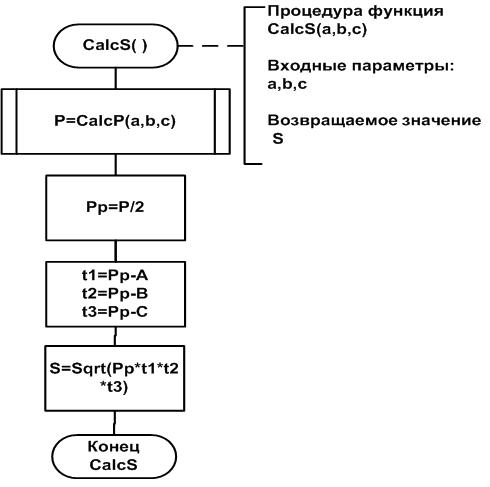 CalcS( )
Процедура функция
CalcS(a,b,c)
Входные параметры:
a,b,c
Возвращаемое значение
S
P=CalcP(a,b,c)
Pp=P/2
t1=Pp-A
t2=Pp-B
t3=Pp-C
S=Sqrt(Pp*t1*t2
*t3)
Конец
CalcS